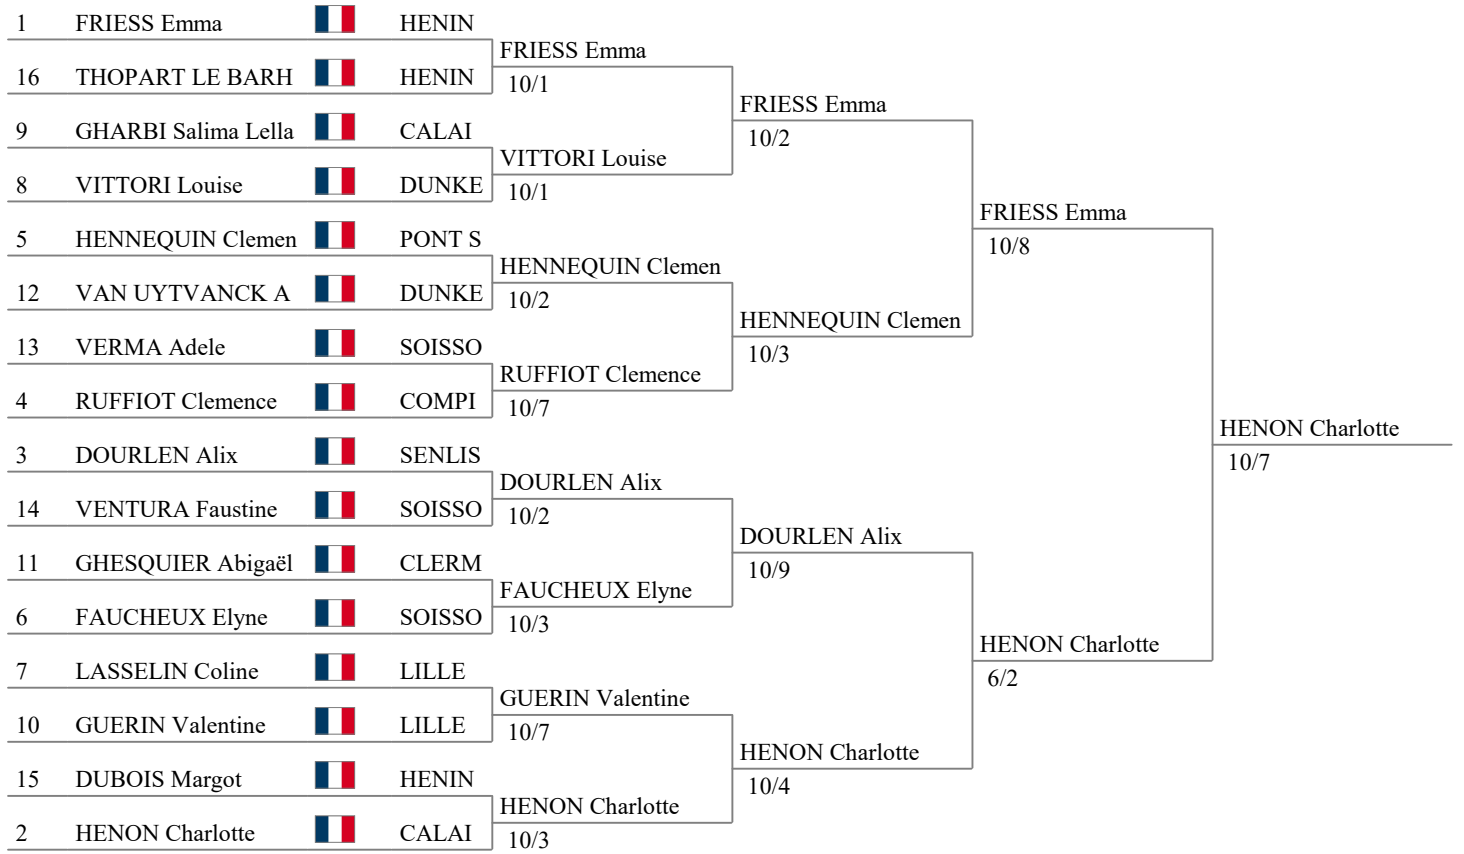 1 FRIESS Emma HENIN
FRIESS Emma
16 THOPART LE BARH HENIN
10/1
FRIESS Emma
9 GHARBI Salima Lella CALAI
10/2
VITTORI Louise
8 VITTORI Louise DUNKE
10/1
FRIESS Emma
5 HENNEQUIN Clemen PONT S
10/8
HENNEQUIN Clemen
12 VAN UYTVANCK A DUNKE
10/2
HENNEQUIN Clemen
13 VERMA Adele SOISSO
10/3
RUFFIOT Clemence
4 RUFFIOT Clemence COMPI
10/7
HENON Charlotte
3 DOURLEN Alix SENLIS
10/7
DOURLEN Alix
14 VENTURA Faustine SOISSO
10/2
DOURLEN Alix
11 GHESQUIER Abigaël CLERM
10/9
FAUCHEUX Elyne
6 FAUCHEUX Elyne SOISSO
10/3
HENON Charlotte
7 LASSELIN Coline LILLE
6/2
GUERIN Valentine
10 GUERIN Valentine LILLE
10/7
HENON Charlotte
15 DUBOIS Margot HENIN
10/4
HENON Charlotte
2 HENON Charlotte CALAI
10/3